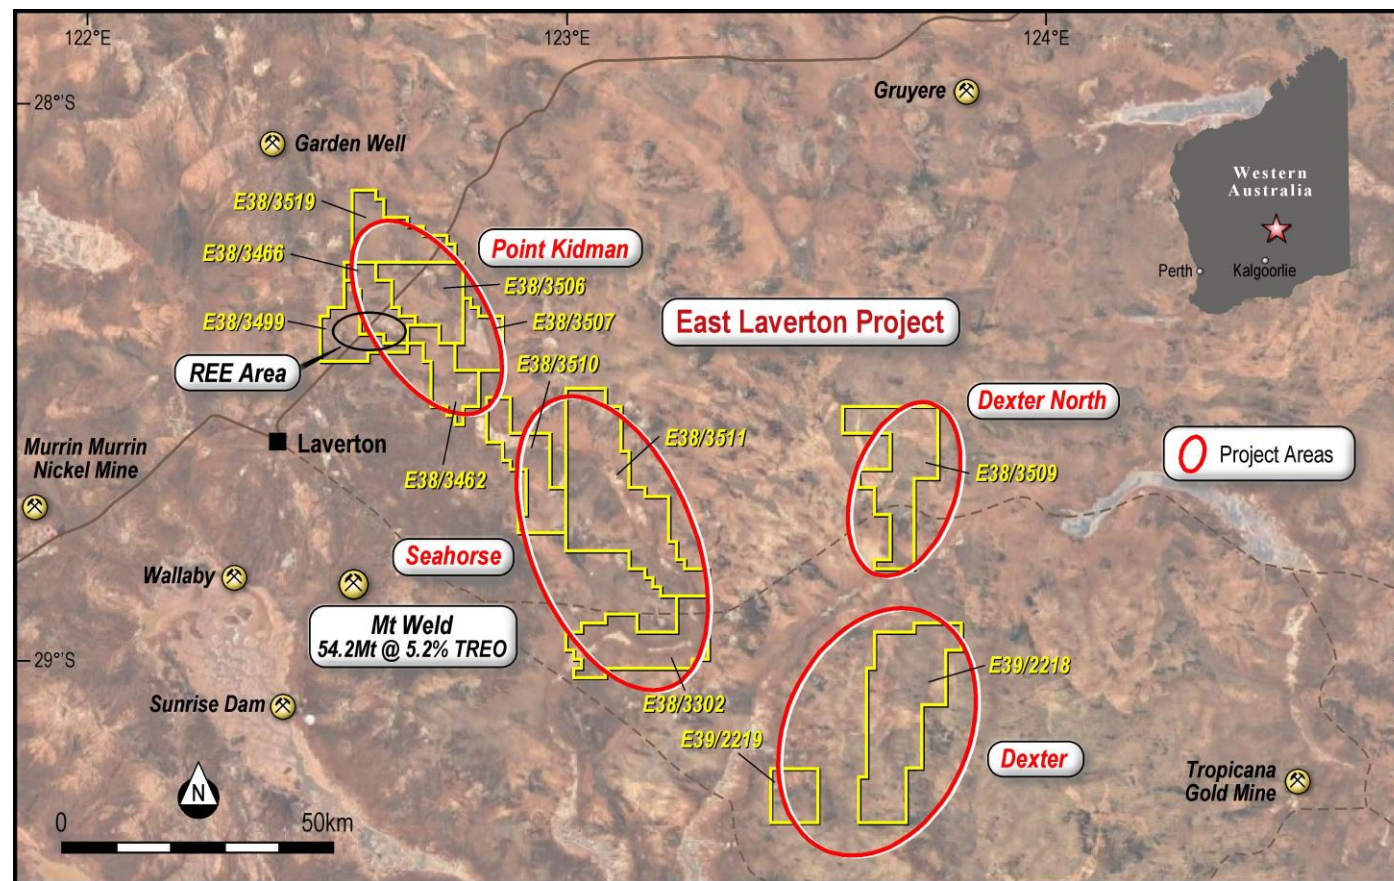 122°E
123°E
124°E
28°'S
Gruyere
Garden Well
Western
Australia
Perth
Kalgoorlie
E38/3519
Point Kidman
E38/3466
E38/3506
E38/3499
E38/3507
East Laverton Project
REE Area
E38/3510
Dexter North
Murrin Murrin
Nickel Mine
Laverton
E38/3511
E38/3462
E38/3509
Project Areas
Seahorse
Wallaby
Mt Weld
54.2Mt @ 5.2% TREO
29°'S
E39/2218
Sunrise Dam
E38/3302
E39/2219
Dexter
Tropicana
Gold Mine
N
0
50km